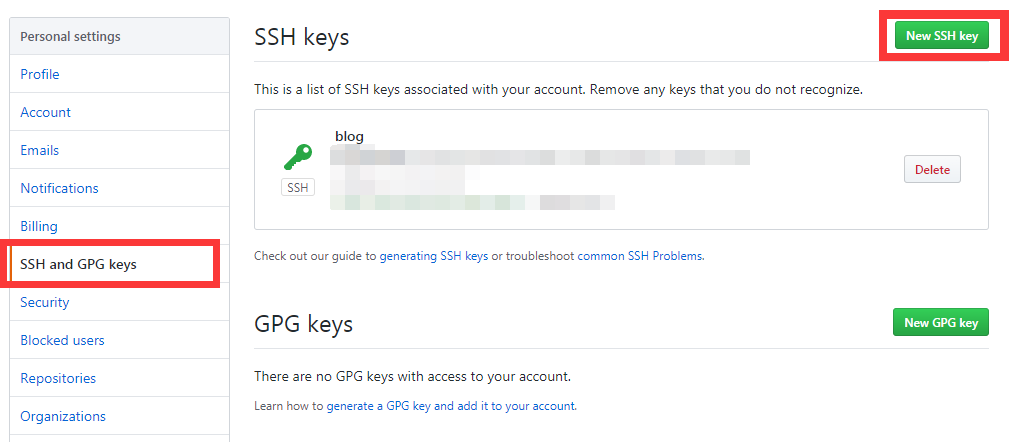 Personal settings
Profile
Account
Emails
Notifications
Billing
SSH and GPG keys
Security
Blocked users
Repositories
Organizations
SSH keys
New SSH key
This is a list of SSH keys associated with your account. Remove any keys that you do not recognize.
blog
SSH
Delete
Check out our guide to generating SSH keys or troubleshoot common SSH Problems.
GPG keys
New GPG key
There are no GPG keys with access to your account.
Learn how to generate a GPG key and add it to your account.